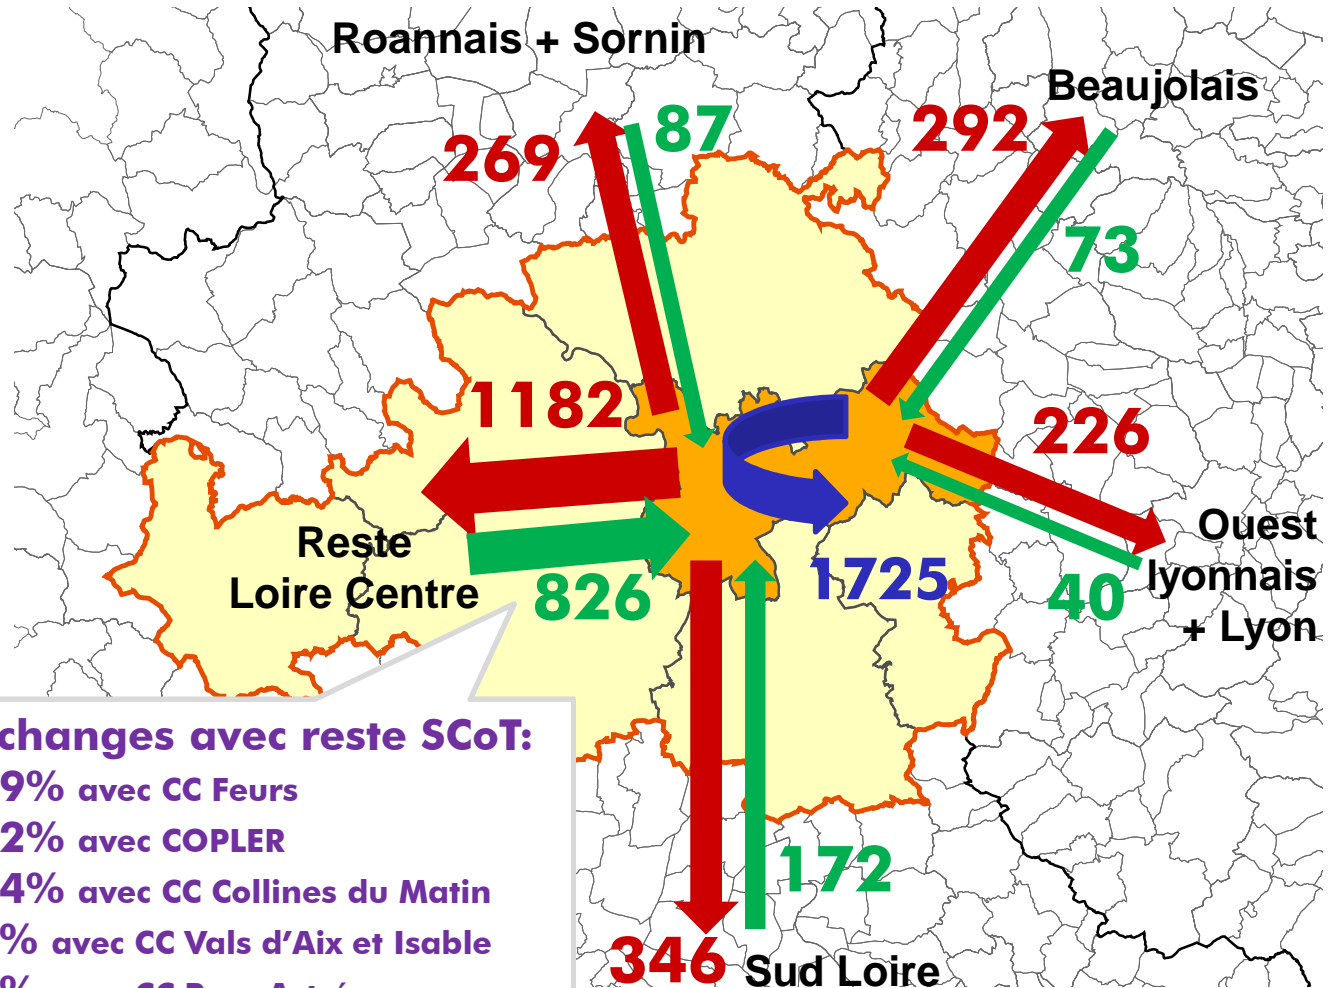 Roannais + Sornin
Beaujolais
269
87
292
73
1182
226
Reste
Loire Centre
826
1725
Ouest
lyonnais
+ Lyon
40
changes avec reste SCoT:
9% avec CC Feurs
2% avec COPLER
4% avec CC Collines du Matin
% avec CC Vals d'Aix et Isable
172
346
Sud Loire